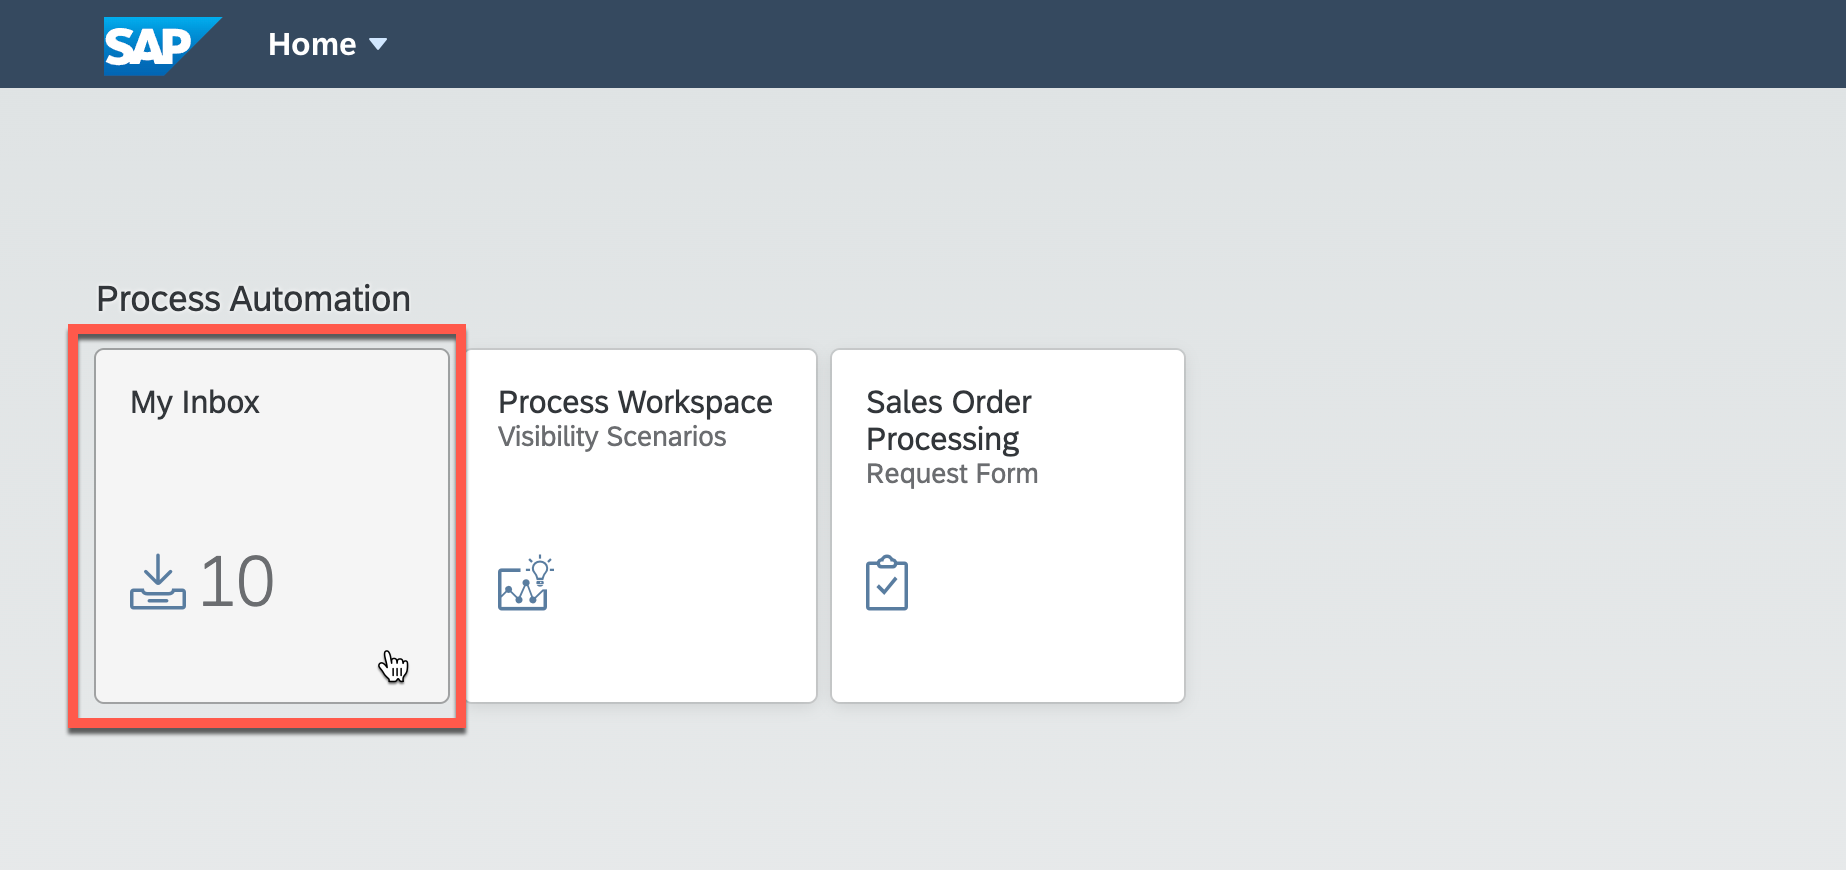 SAP
Home
Process Automation
My Inbox
10
Process Workspace
Visibility Scenarios
Sales Order
Processing
Request Form